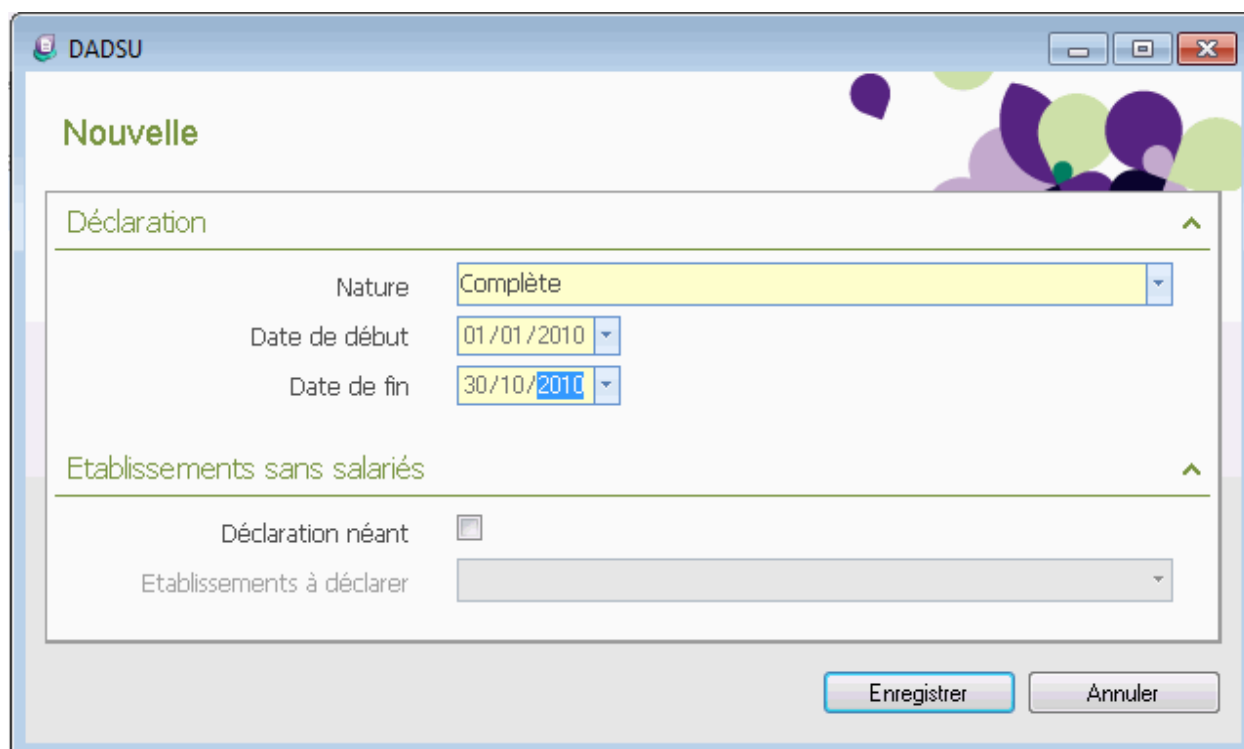 DADSU
Nouvelle
Déclaration
Nature Complète
Date de début 01/01/2010
Date de fin 30/10/2010
Etablissements sans salariés
Déclaration néant
Etablissements à déclarer
Enregistrer Annuler